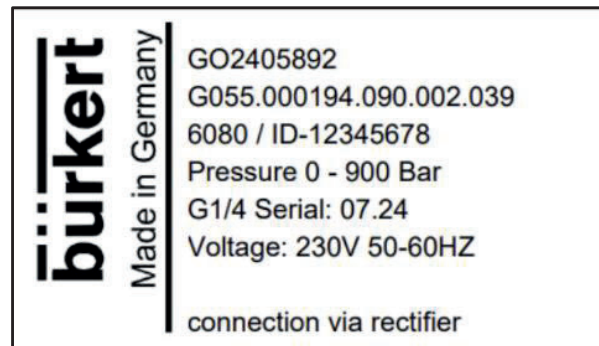 bürkert
Made in Germany
GO2405892
G055.000194.090.002.039
6080 / ID-12345678
Pressure 0 - 900 Bar
G1/4 Serial: 07.24
Voltage: 230V 50-60HZ
connection via rectifier